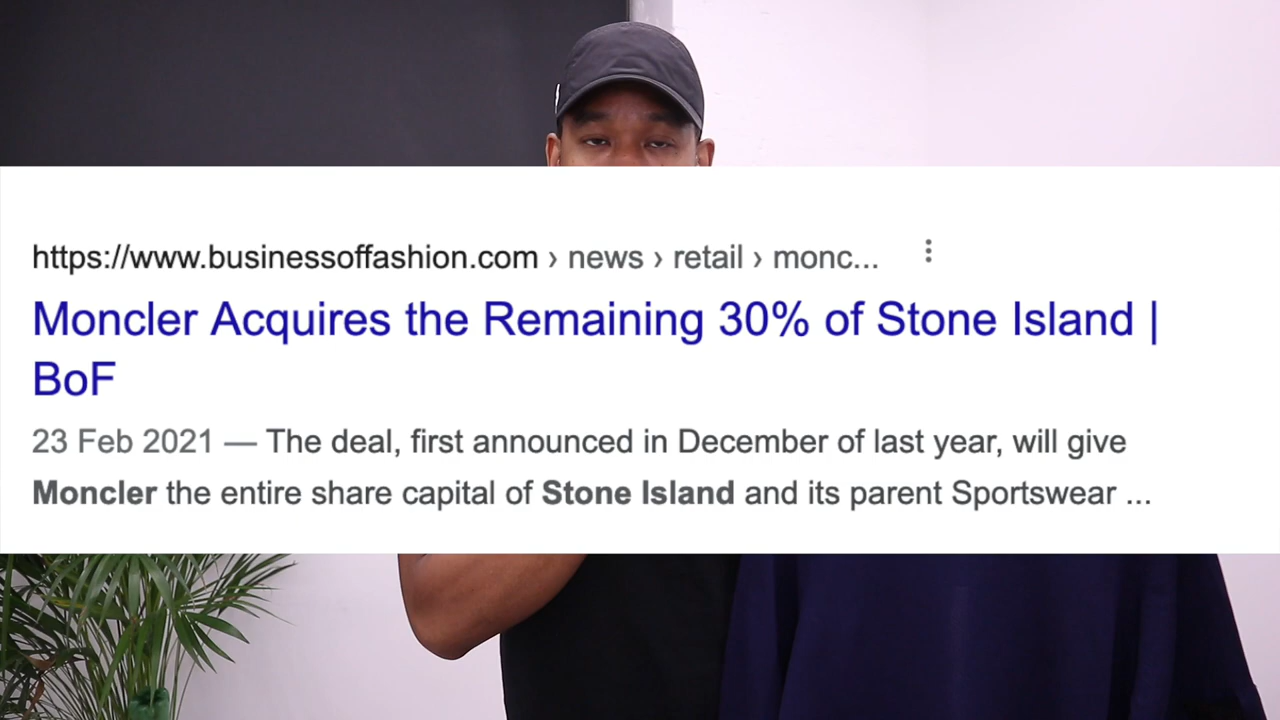 https://www.businessoffashion.com › news › retail › monc...
Moncler Acquires the Remaining 30% of Stone Island |
BoF
23 Feb 2021 — The deal, first announced in December of last year, will give
Moncler the entire share capital of Stone Island and its parent Sportswear ...